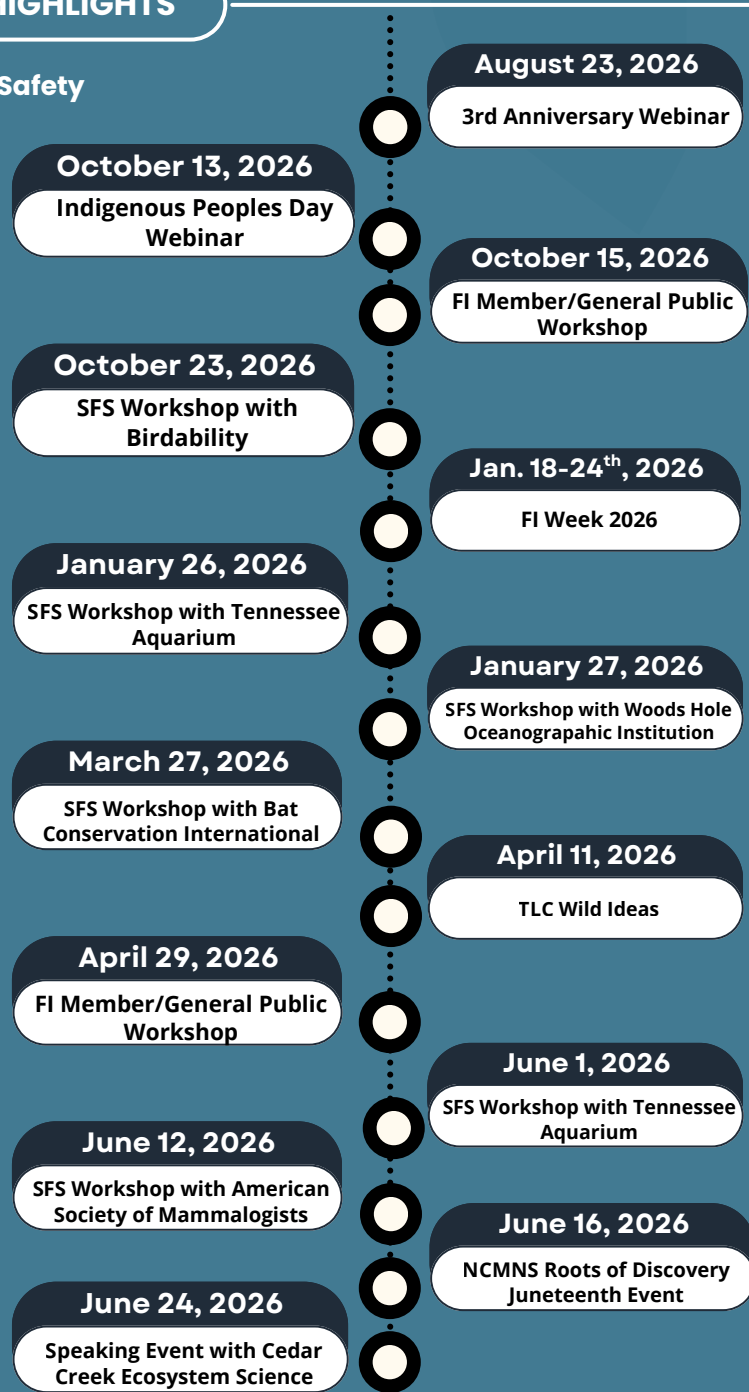 HIGHLIGHTS
Safety
August 23, 2026
3rd Anniversary Webinar
October 13, 2026
Indigenous Peoples Day
Webinar
October 15, 2026
FI Member/General Public
Workshop
October 23, 2026
SFS Workshop with
Birdability
Jan. 18-24th, 2026
FI Week 2026
January 26, 2026
SFS Workshop with Tennessee
Aquarium
January 27, 2026
SFS Workshop with Woods Hole
Oceanograpahic Institution
March 27, 2026
SFS Workshop with Bat
Conservation International
April 11, 2026
TLC Wild Ideas
April 29, 2026
FI Member/General Public
Workshop
June 1, 2026
SFS Workshop with Tennessee
Aquarium
June 12, 2026
SFS Workshop with American
Society of Mammalogists
June 16, 2026
NCMNS Roots of Discovery
Juneteenth Event
June 24, 2026
Speaking Event with Cedar
Creek Ecosystem Science